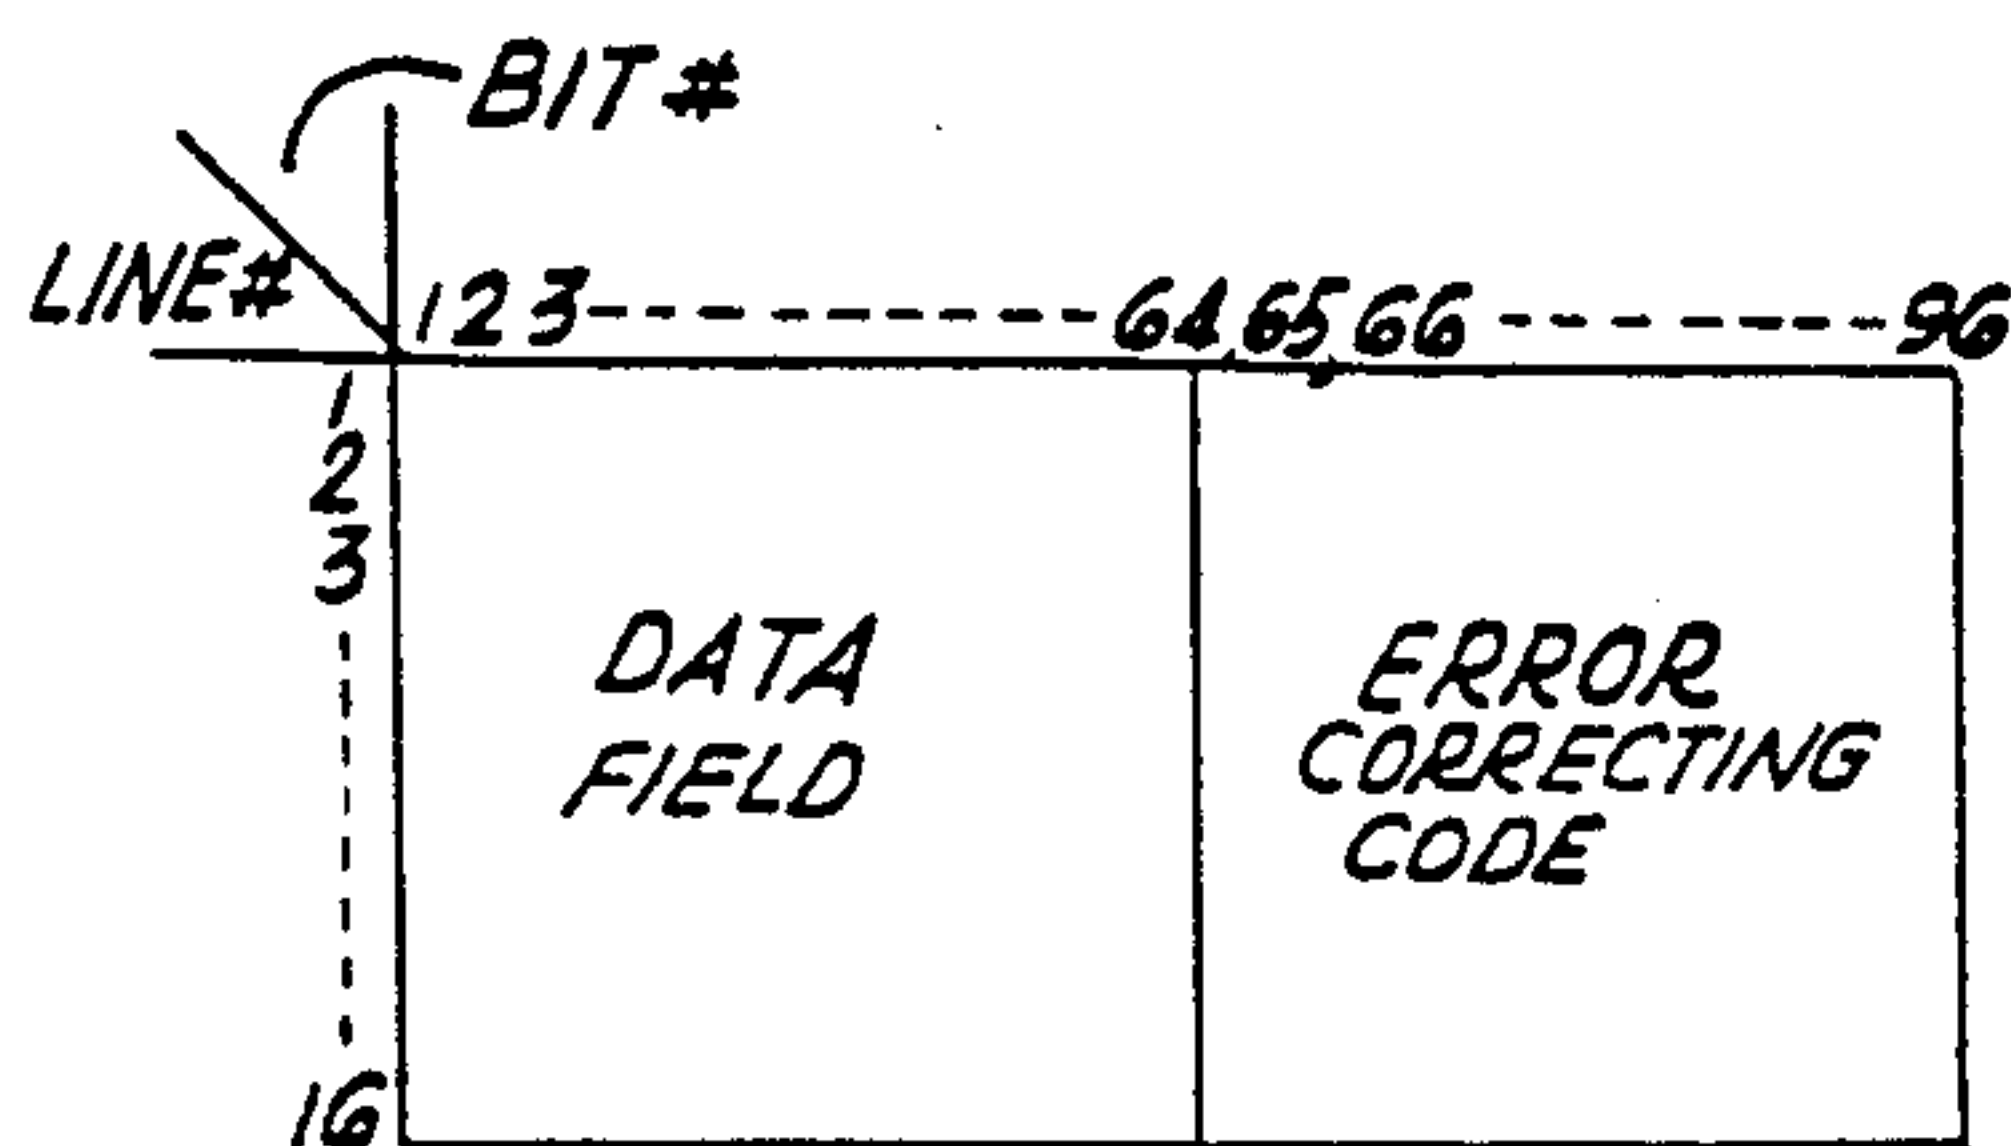 BIT#
LINE#
1 2 3 --------- 64 65 66 ------- 96
1
2
3
16
DATA
FIELD
ERROR
CORRECTING
CODE